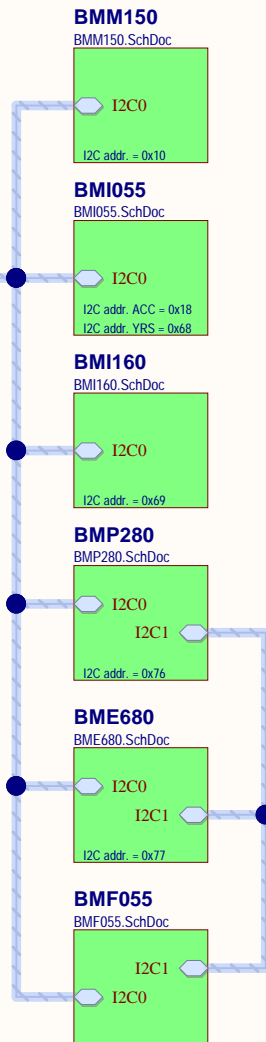 BMM150
BMM150.SchDoc
I2C0
I2C addr. = 0x10
BMI055
BMI055.SchDoc
I2C0
I2C addr. ACC = 0x18
I2C addr. YRS = 0x68
BMI160
BMI160.SchDoc
I2C0
I2C addr. = 0x69
BMP280
BMP280.SchDoc
I2C0
I2C1
I2C addr. = 0x76
BME680
BME680.SchDoc
I2C0
I2C1
I2C addr. = 0x77
BMF055
BMF055.SchDoc
I2C1
I2C0